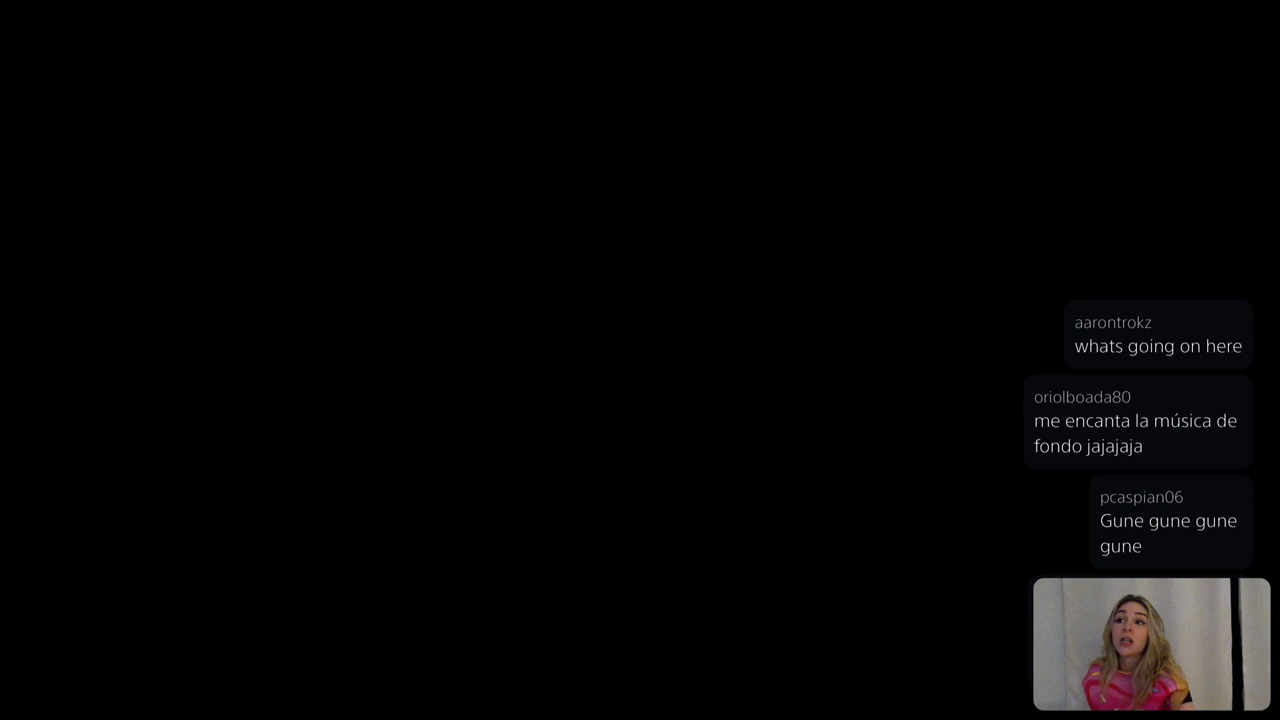 aarontrokz
whats going on here
oriolboada80
me encanta la música de
fondo jajajaja
pcaspian06
Gune gune gune
gune